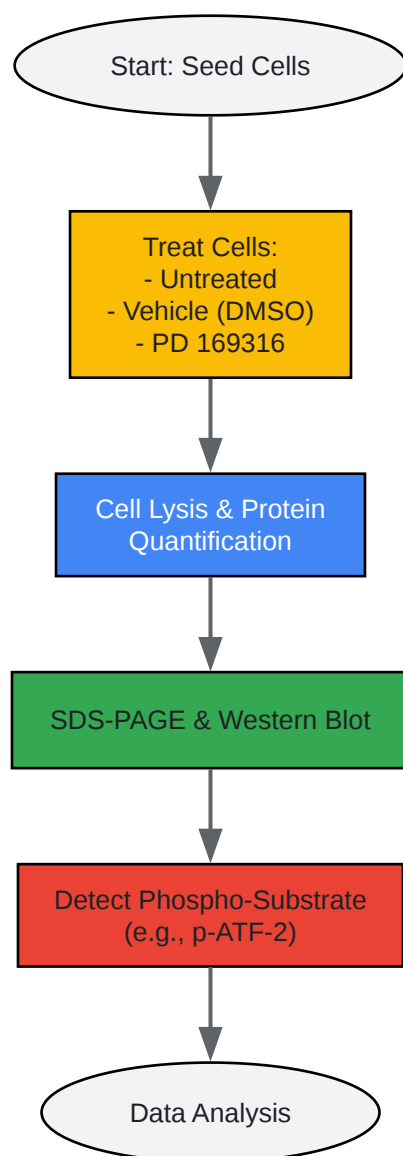 Start: Seed Cells
Treat Cells:
- Untreated
- Vehicle (DMSO)
- PD 169316
Cell Lysis & Protein
Quantification
SDS-PAGE & Western Blot
Detect Phospho-Substrate
(e.g., p-ATF-2)
Data Analysis